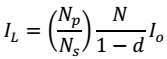 I_L = (N_p / N_s) N / (1 − d) I_o